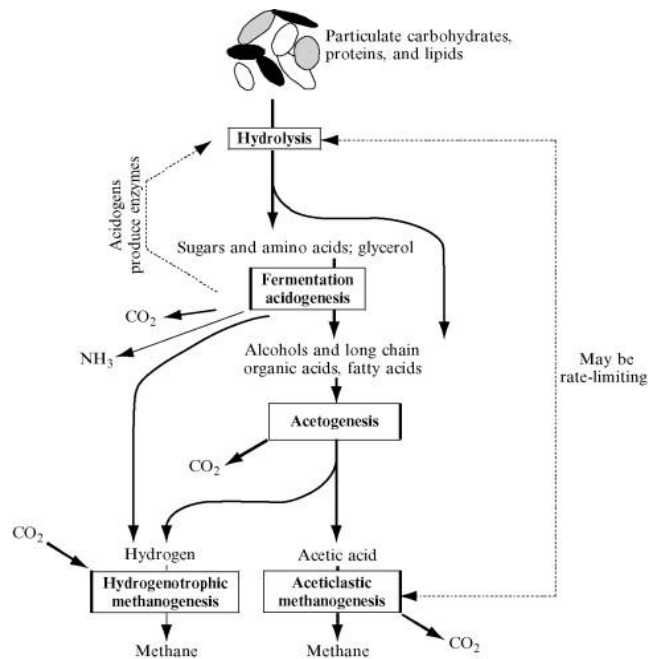 Particulate carbohydrates,
proteins, and lipids
Hydrolysis
Acidogens
produce enzymes
Sugars and amino acids; glycerol
Fermentation
acidogenesis
CO2
NH3
Alcohols and long chain
organic acids, fatty acids
May be
rate-limiting
Acetogenesis
CO2
CO2
Hydrogen
Acetic acid
Hydrogenotrophic
methanogenesis
Aceticlastic
methanogenesis
CO2
Methane
Methane